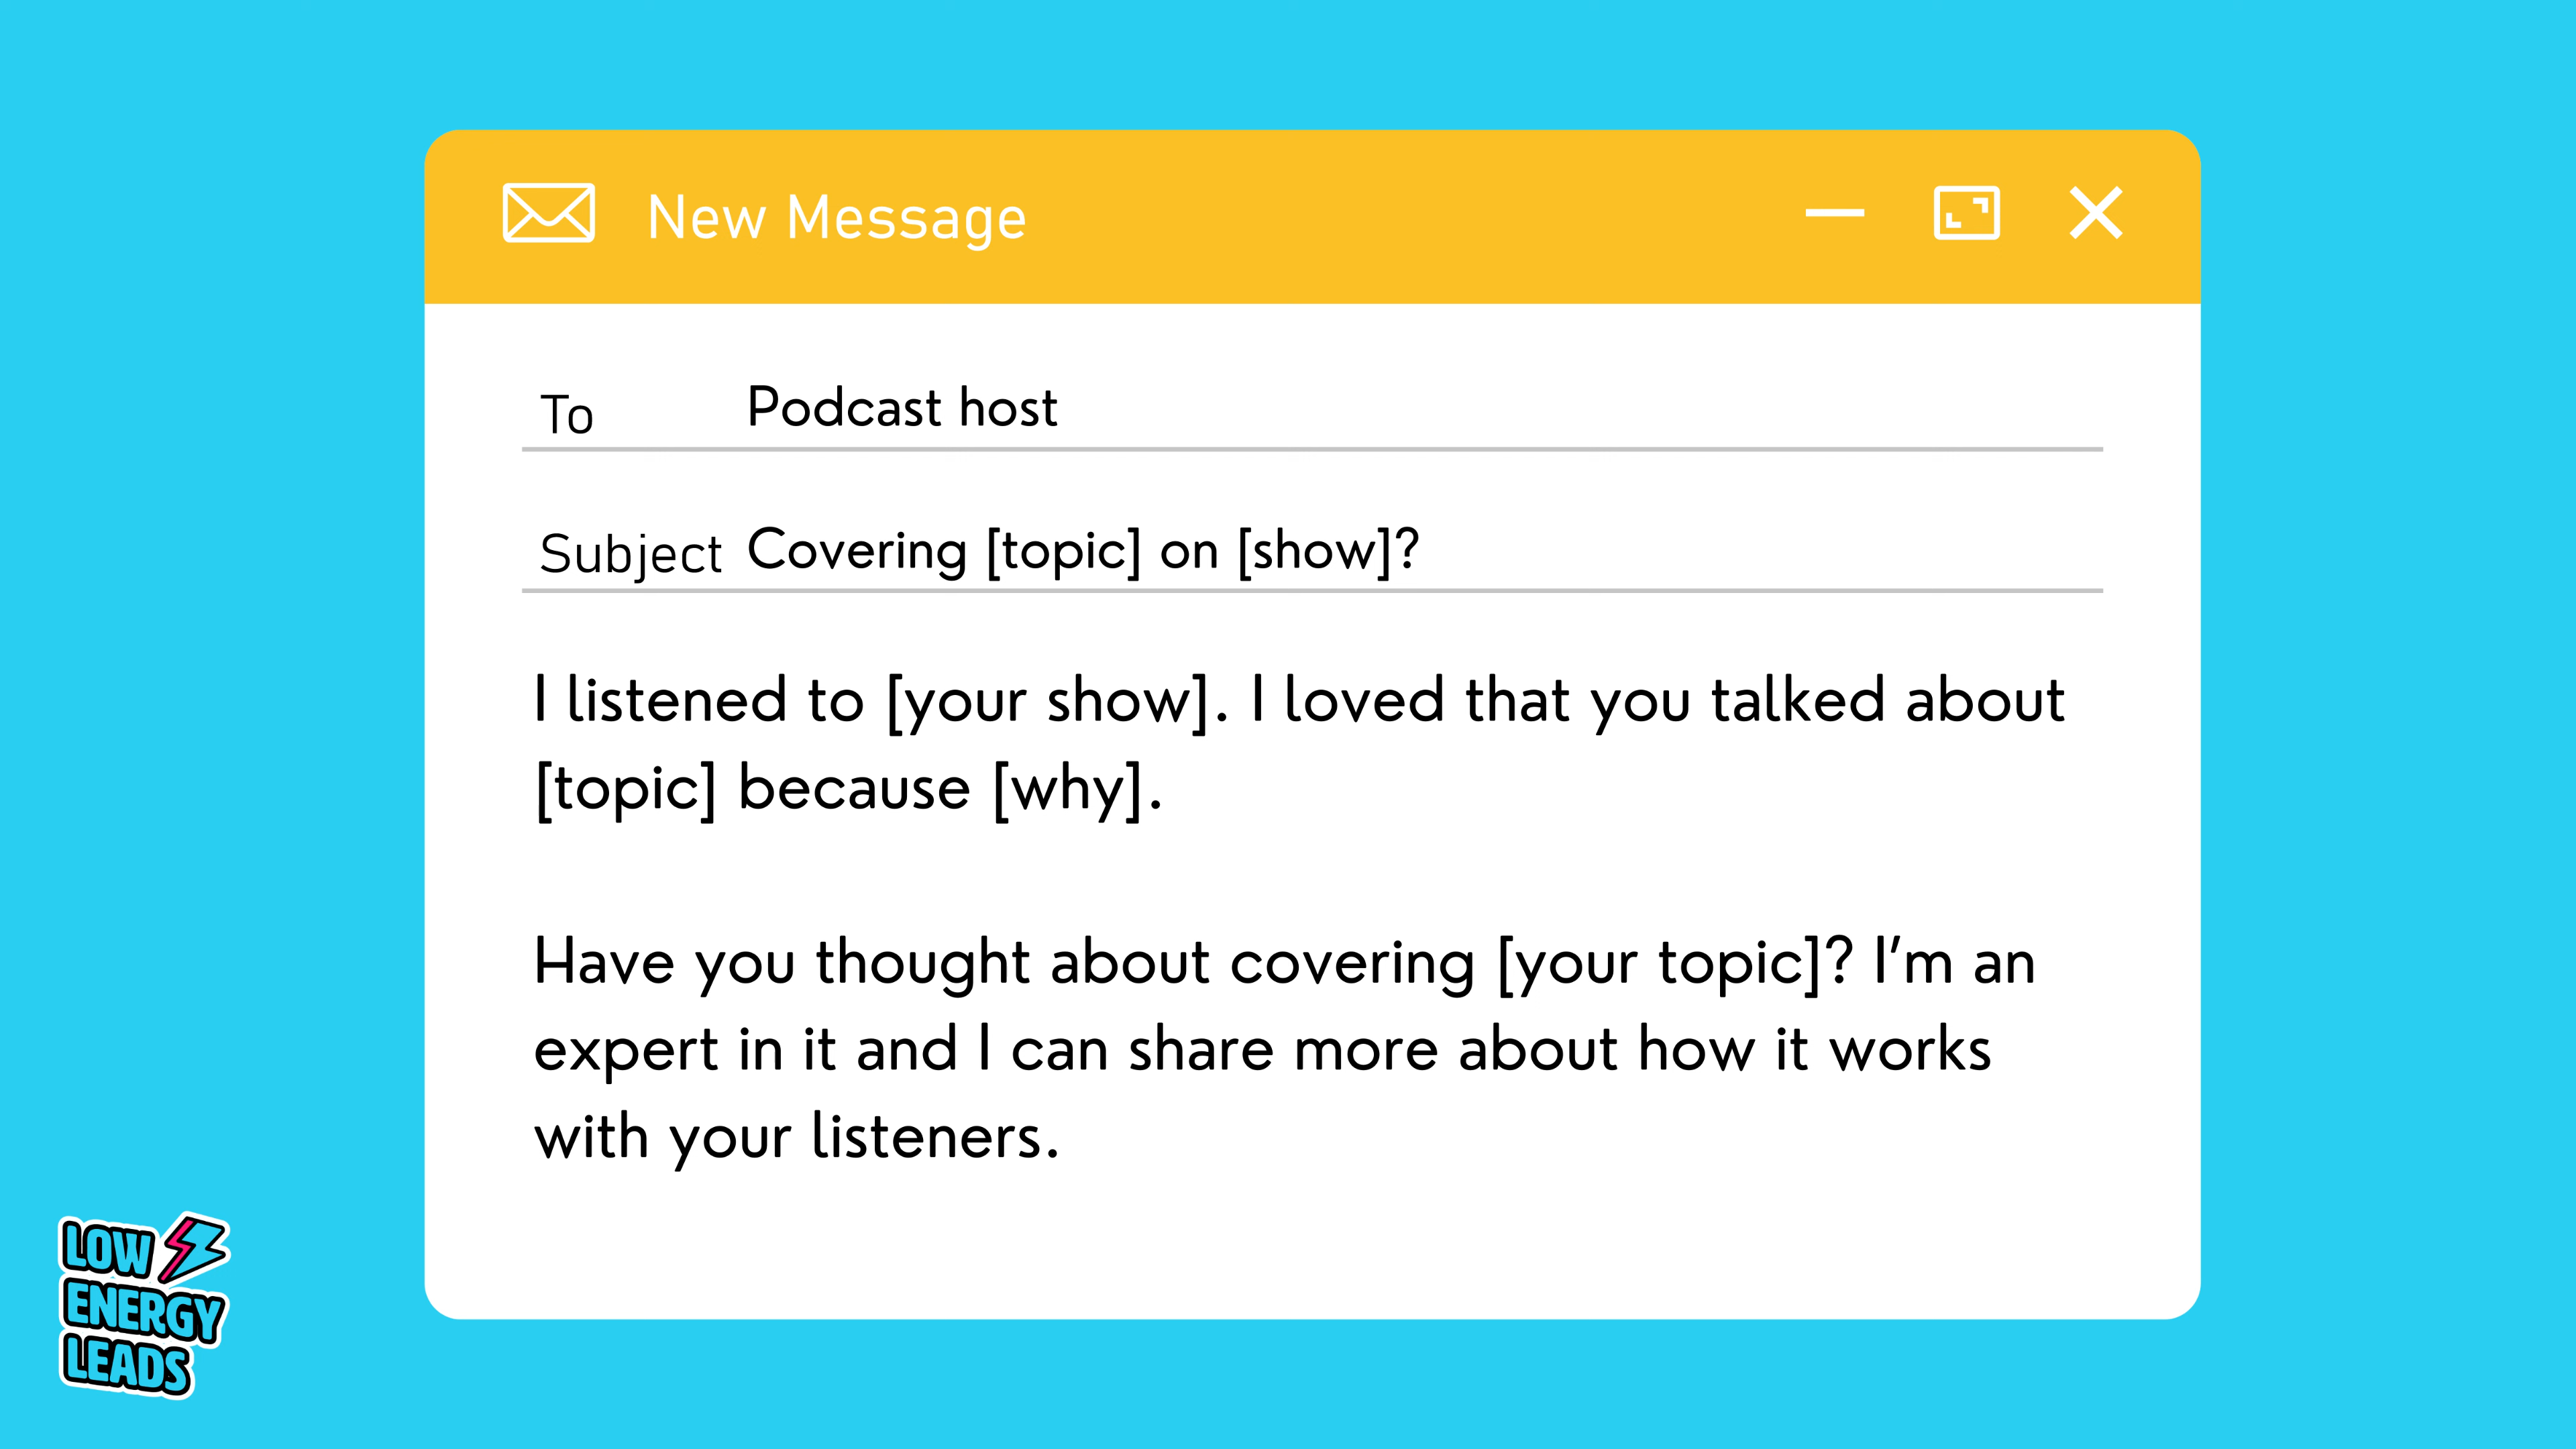 New Message
To Podcast host
Subject Covering [topic] on [show]?
I listened to [your show]. I loved that you talked about
[topic] because [why].
Have you thought about covering [your topic]? I’m an
expert in it and I can share more about how it works
with your listeners.
LOW
ENERGY
LEADS